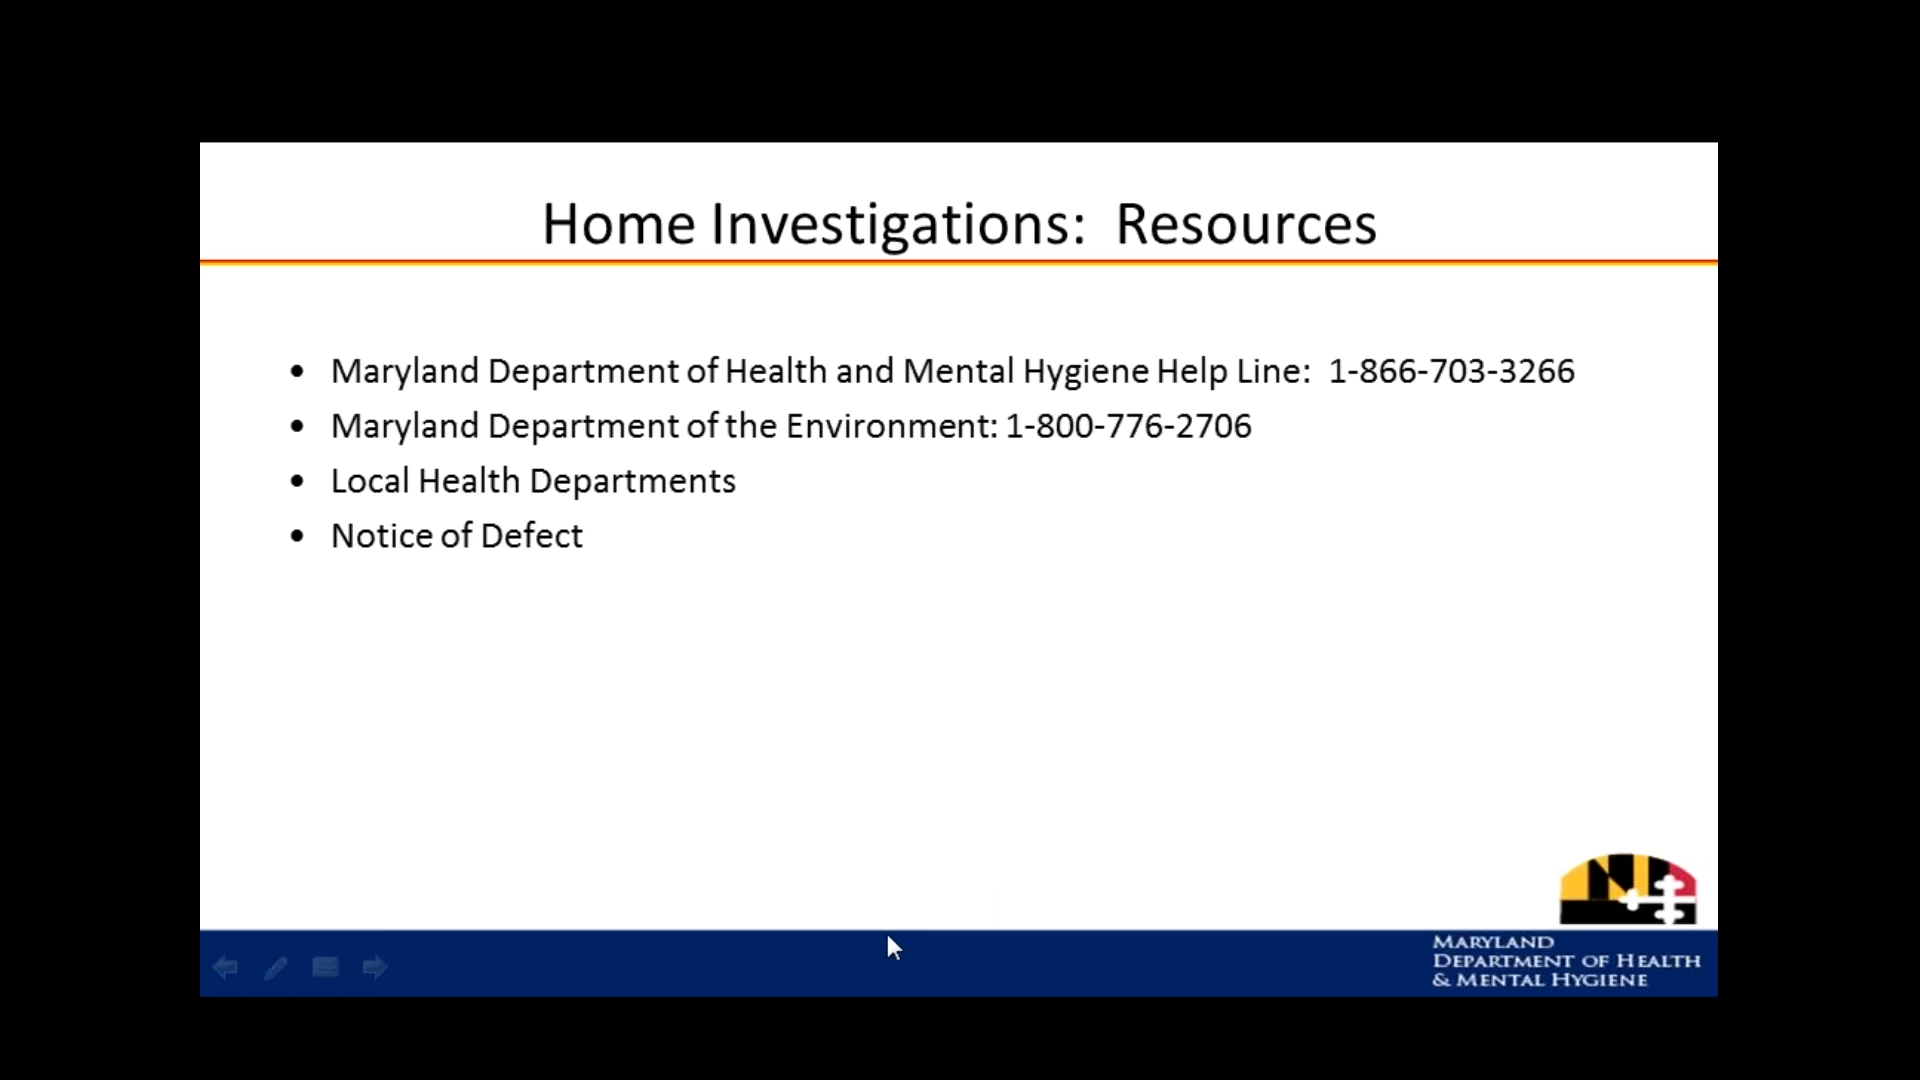 Home Investigations: Resources
• Maryland Department of Health and Mental Hygiene Help Line: 1-866-703-3266
• Maryland Department of the Environment: 1-800-776-2706
• Local Health Departments
• Notice of Defect
MARYLAND
DEPARTMENT OF HEALTH
& MENTAL HYGIENE